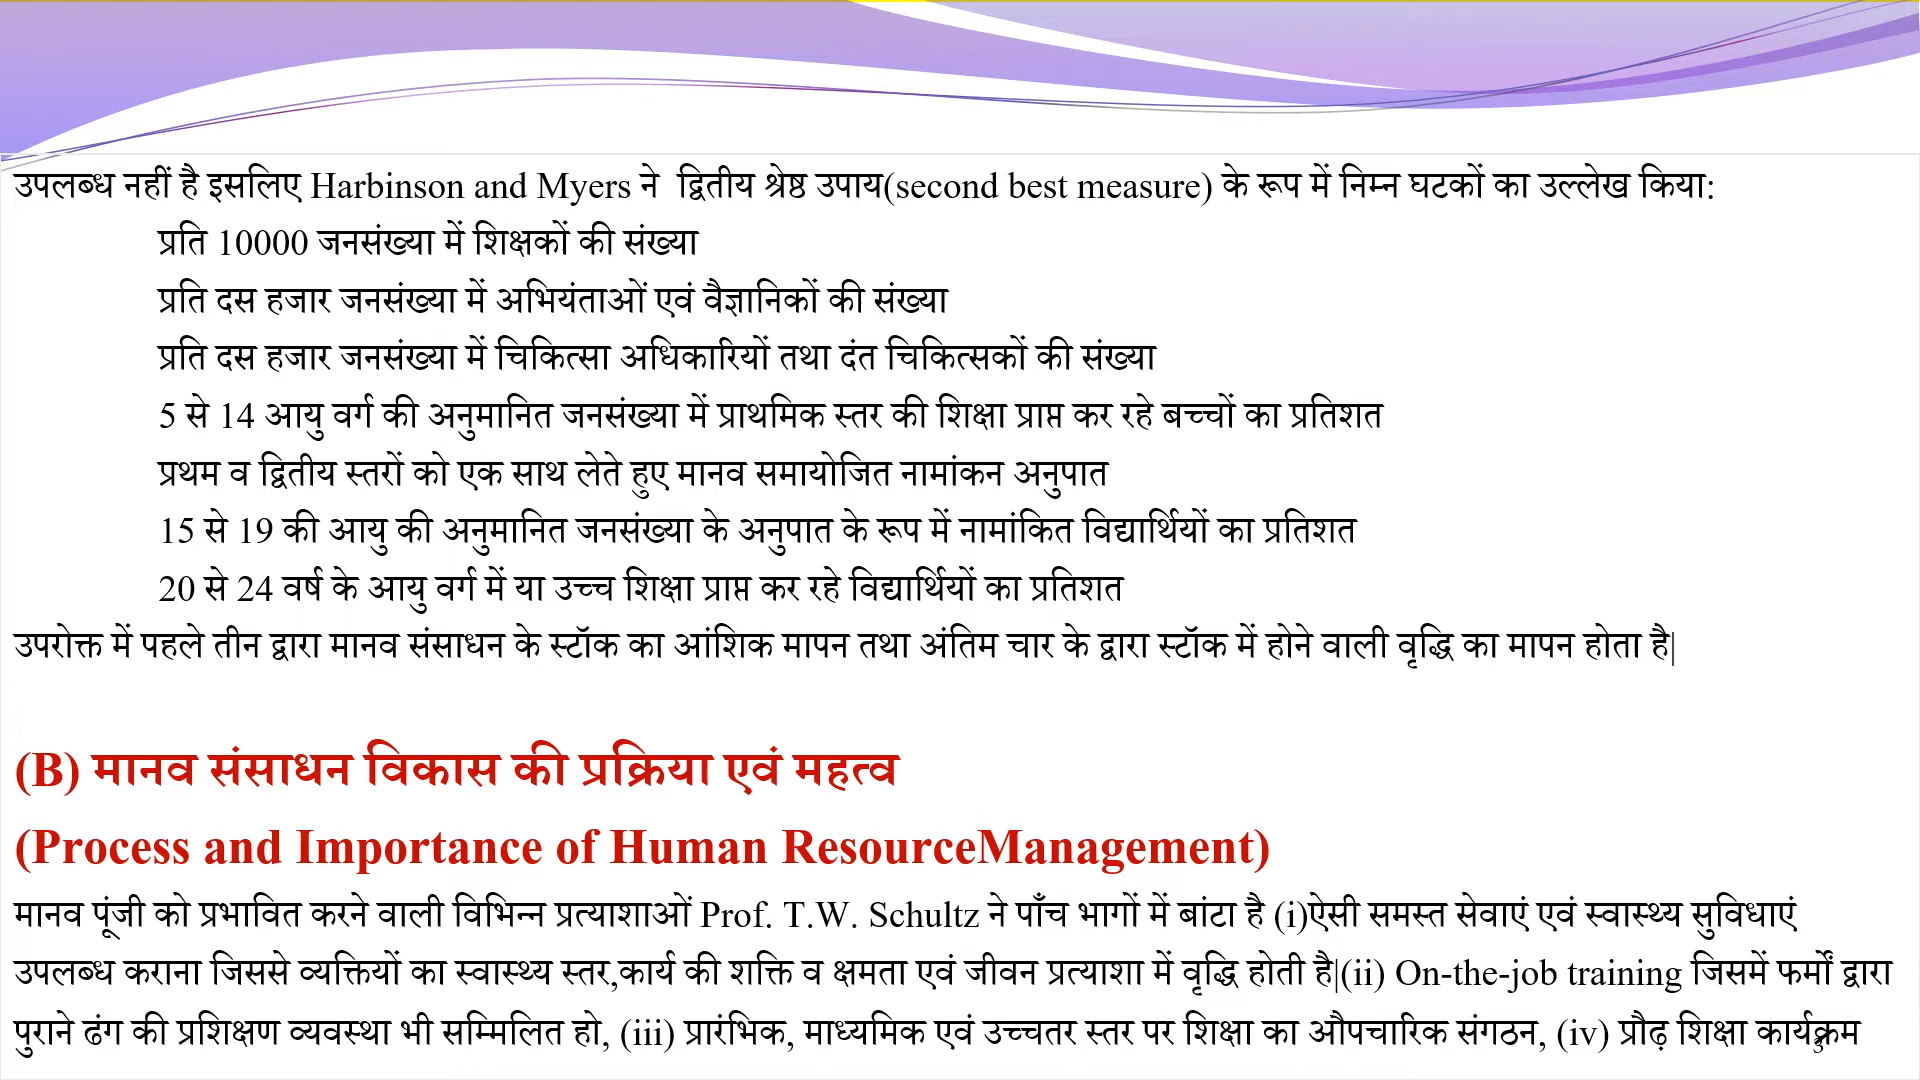 उपलब्ध नहीं है इसलिए Harbinson and Myers ने द्वितीय श्रेष्ठ उपाय(second best measure) के रूप में निम्न घटकों का उल्लेख किया:
प्रति 10000 जनसंख्या में शिक्षकों की संख्या
प्रति दस हजार जनसंख्या में अभियंताओं एवं वैज्ञानिकों की संख्या
प्रति दस हजार जनसंख्या में चिकित्सा अधिकारियों तथा दंत चिकित्सकों की संख्या
5 से 14 आयु वर्ग की अनुमानित जनसंख्या में प्राथमिक स्तर की शिक्षा प्राप्त कर रहे बच्चों का प्रतिशत
प्रथम व द्वितीय स्तरों को एक साथ लेते हुए मानव समायोजित नामांकन अनुपात
15 से 19 की आयु की अनुमानित जनसंख्या के अनुपात के रूप में नामांकित विद्यार्थियों का प्रतिशत
20 से 24 वर्ष के आयु वर्ग में या उच्च शिक्षा प्राप्त कर रहे विद्यार्थियों का प्रतिशत
उपरोक्त में पहले तीन द्वारा मानव संसाधन के स्टॉक का आंशिक मापन तथा अंतिम चार के द्वारा स्टॉक में होने वाली वृद्धि का मापन होता है|
(B) मानव संसाधन विकास की प्रक्रिया एवं महत्व
(Process and Importance of Human ResourceManagement)
मानव पूंजी को प्रभावित करने वाली विभिन्न प्रत्याशाओं Prof. T.W. Schultz ने पाँच भागों में बांटा है (i)ऐसी समस्त सेवाएं एवं स्वास्थ्य सुविधाएं
उपलब्ध कराना जिससे व्यक्तियों का स्वास्थ्य स्तर,कार्य की शक्ति व क्षमता एवं जीवन प्रत्याशा में वृद्धि होती है|(ii) On-the-job training जिसमें फर्मों द्वारा
पुराने ढंग की प्रशिक्षण व्यवस्था भी सम्मिलित हो, (iii) प्रारंभिक, माध्यमिक एवं उच्चतर स्तर पर शिक्षा का औपचारिक संगठन, (iv) प्रौढ़ शिक्षा कार्यक्रम
3